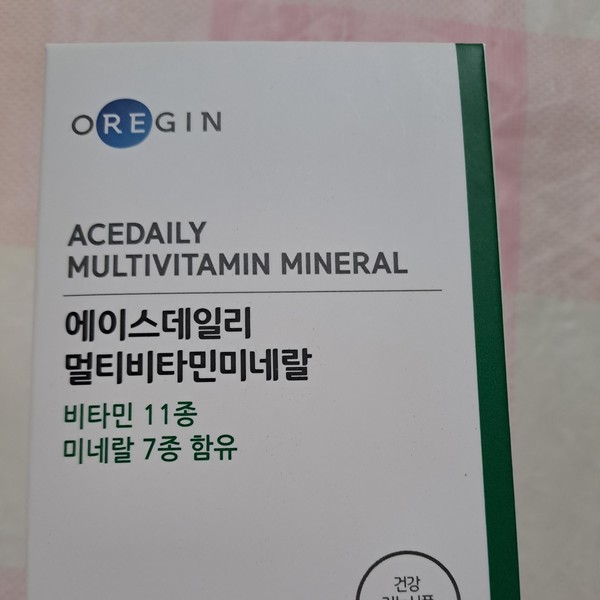 OREGIN
ACEDAILY
MULTIVITAMIN MINERAL
에이스데일리
멀티비타민미네랄
비타민 11종
미네랄 7종 함유
건강